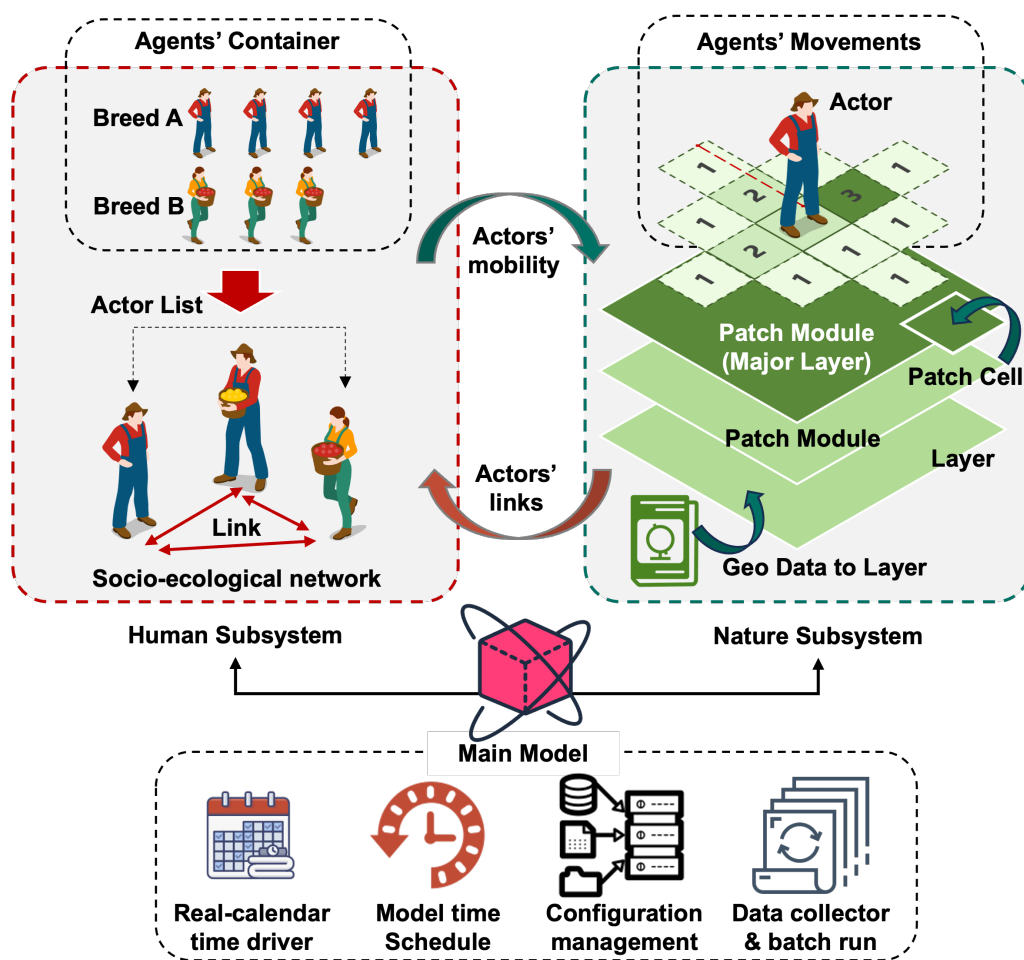 Agents' Container
Breed A
Breed B
Actor List
Link
Socio-ecological network
Human Subsystem
Actors'
mobility
Actors'
links
Agents' Movements
Actor
1
1
2
3
1
1
2
1
1
1
1
Patch Module
(Major Layer)
Patch Cell
Patch Module
Layer
Geo Data to Layer
Nature Subsystem
Main Model
Real-calendar
time driver
Model time
Schedule
Configuration
management
Data collector
& batch run